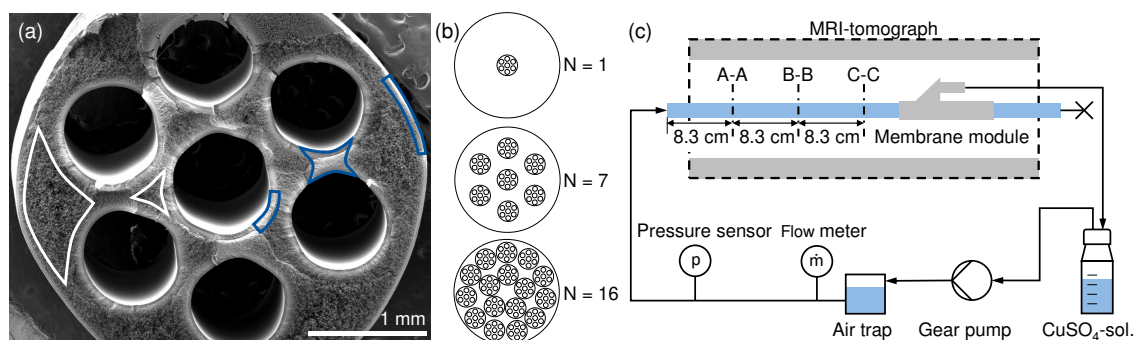 (a)
1 mm
(b)
N = 1
N = 7
N = 16
(c)
MRI-tomograph
A-A B-B C-C
8.3 cm 8.3 cm 8.3 cm
Membrane module
Pressure sensor Flow meter
p ṁ
Air trap Gear pump CuSO₄-sol.